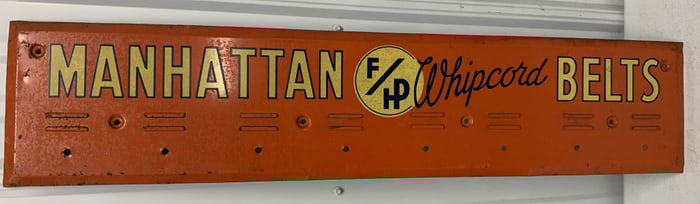 MANHATTAN F/HP Whipcord BELTS